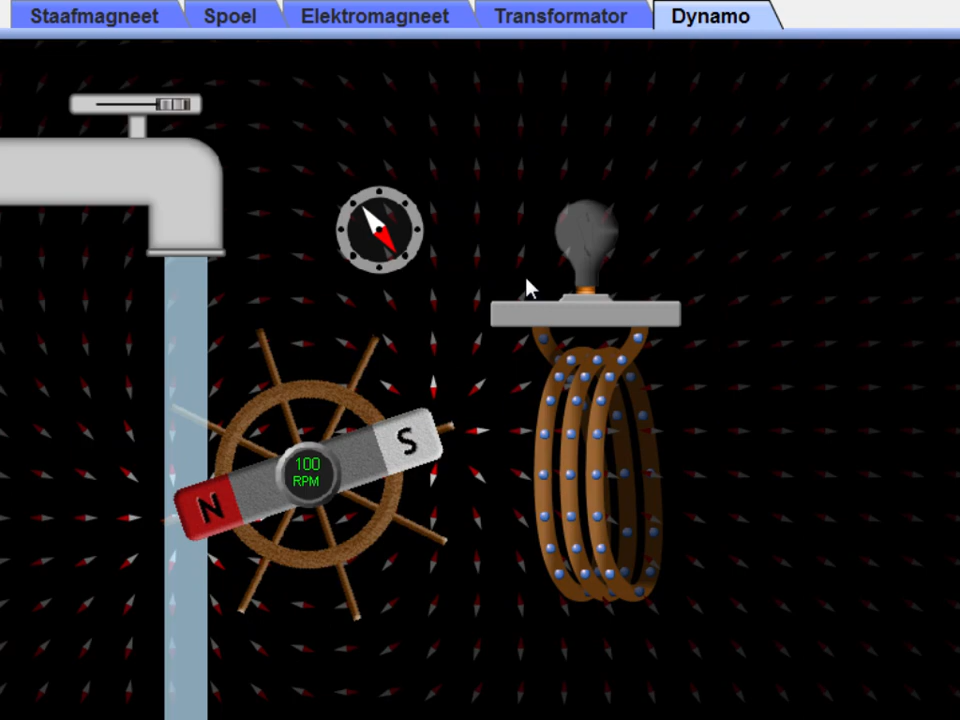 Staafmagneet Spoel Elektromagneet Transformator Dynamo
S
100
RPM
N